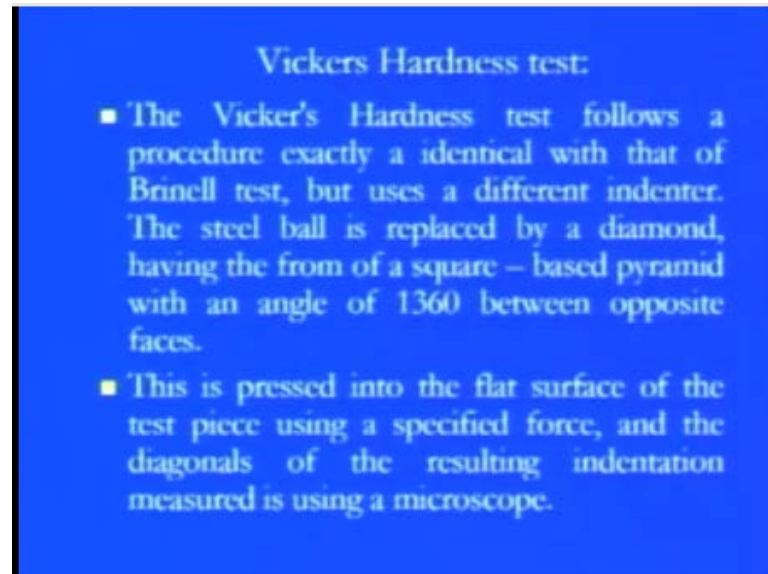 Vickers Hardness test:
▪ The Vicker's Hardness test follows a
procedure exactly a identical with that of
Brinell test, but uses a different indenter.
The steel ball is replaced by a diamond,
having the from of a square – based pyramid
with an angle of 1360 between opposite
faces.
▪ This is pressed into the flat surface of the
test piece using a specified force, and the
diagonals of the resulting indentation
measured is using a microscope.